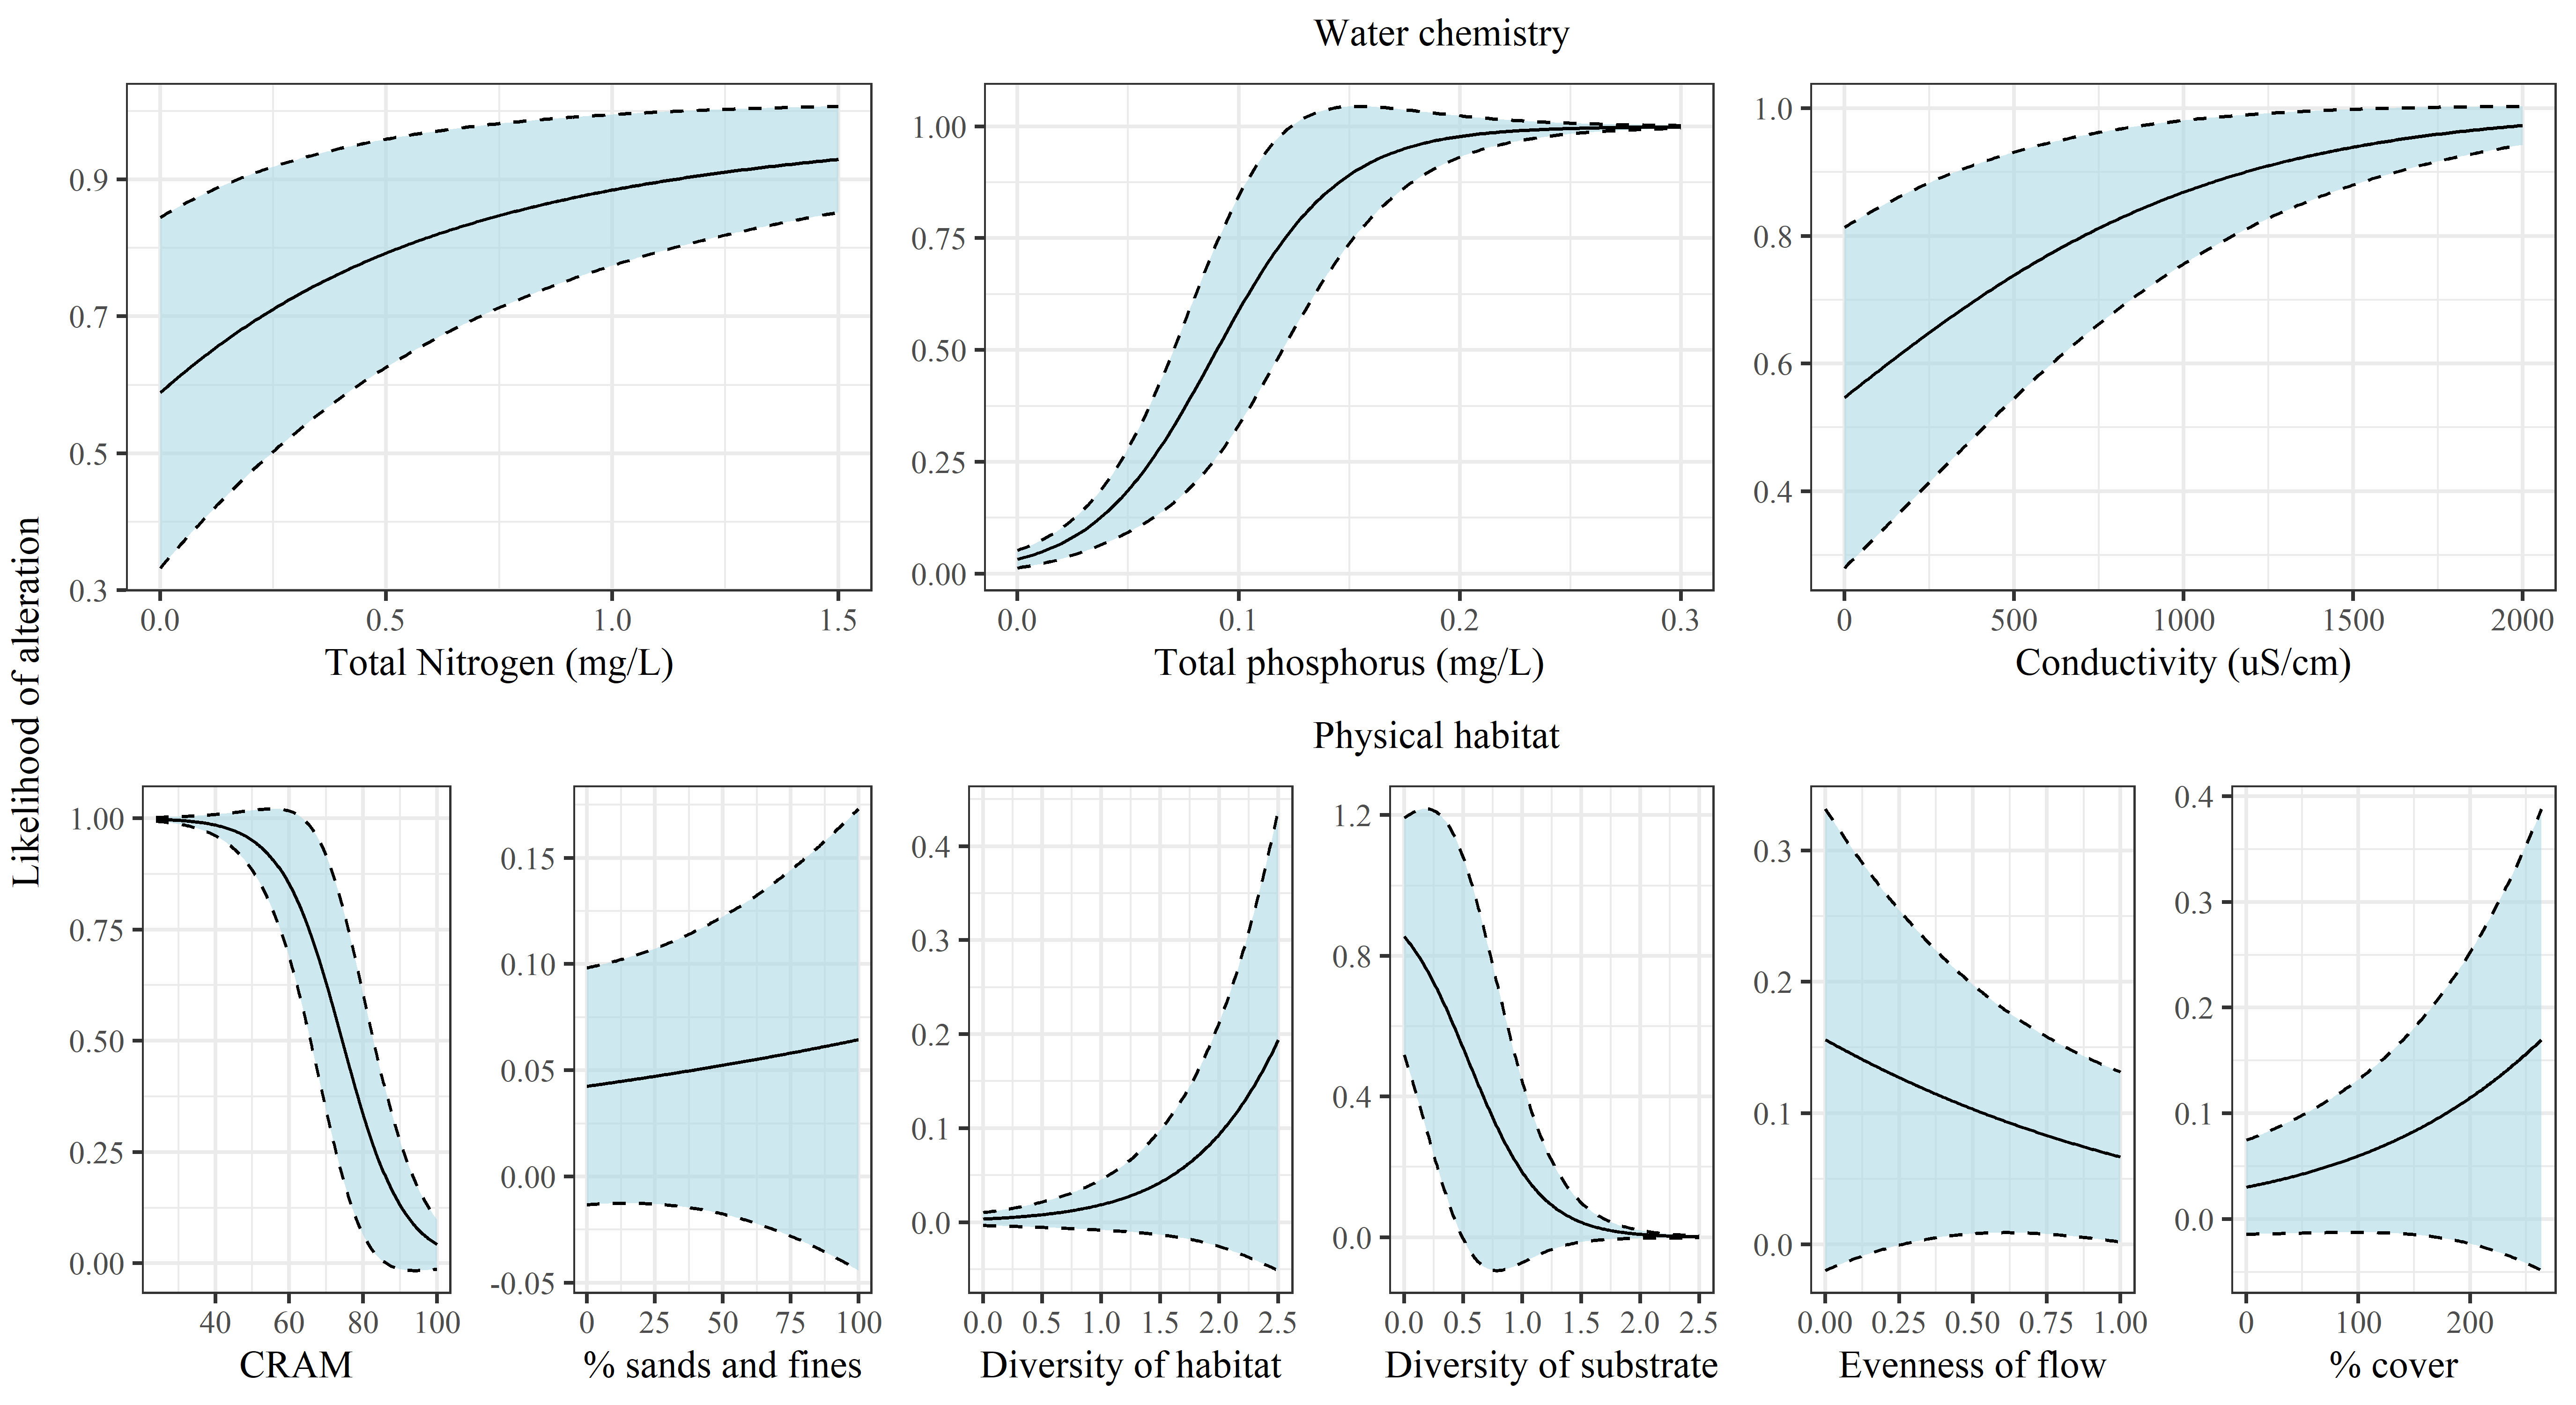 Water chemistry
Likelihood of alteration
0.9
0.7
0.5
0.3
0.0 0.5 1.0 1.5
Total Nitrogen (mg/L)
1.00
0.75
0.50
0.25
0.00
0.0 0.1 0.2 0.3
Total phosphorus (mg/L)
1.0
0.8
0.6
0.4
0 500 1000 1500 2000
Conductivity (uS/cm)
Physical habitat
1.00
0.75
0.50
0.25
0.00
40 60 80 100
CRAM
0.15
0.10
0.05
0.00
-0.05
0 25 50 75 100
% sands and fines
0.4
0.3
0.2
0.1
0.0
0.0 0.5 1.0 1.5 2.0 2.5
Diversity of habitat
1.2
0.8
0.4
0.0
0.0 0.5 1.0 1.5 2.0 2.5
Diversity of substrate
0.3
0.2
0.1
0.0
0.00 0.25 0.50 0.75 1.00
Evenness of flow
0.4
0.3
0.2
0.1
0.0
0 100 200
% cover